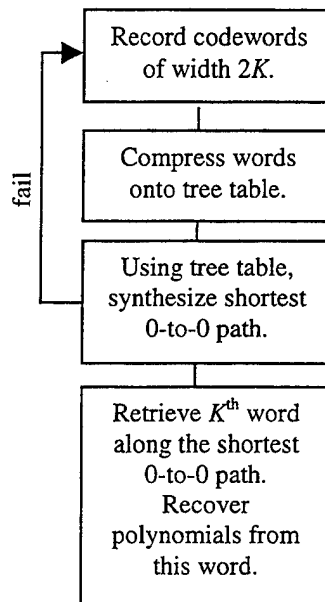 Record codewords
of width 2K.
Compress words
onto tree table.
fail
Using tree table,
synthesize shortest
0-to-0 path.
Retrieve Kth word
along the shortest
0-to-0 path.
Recover
polynomials from
this word.